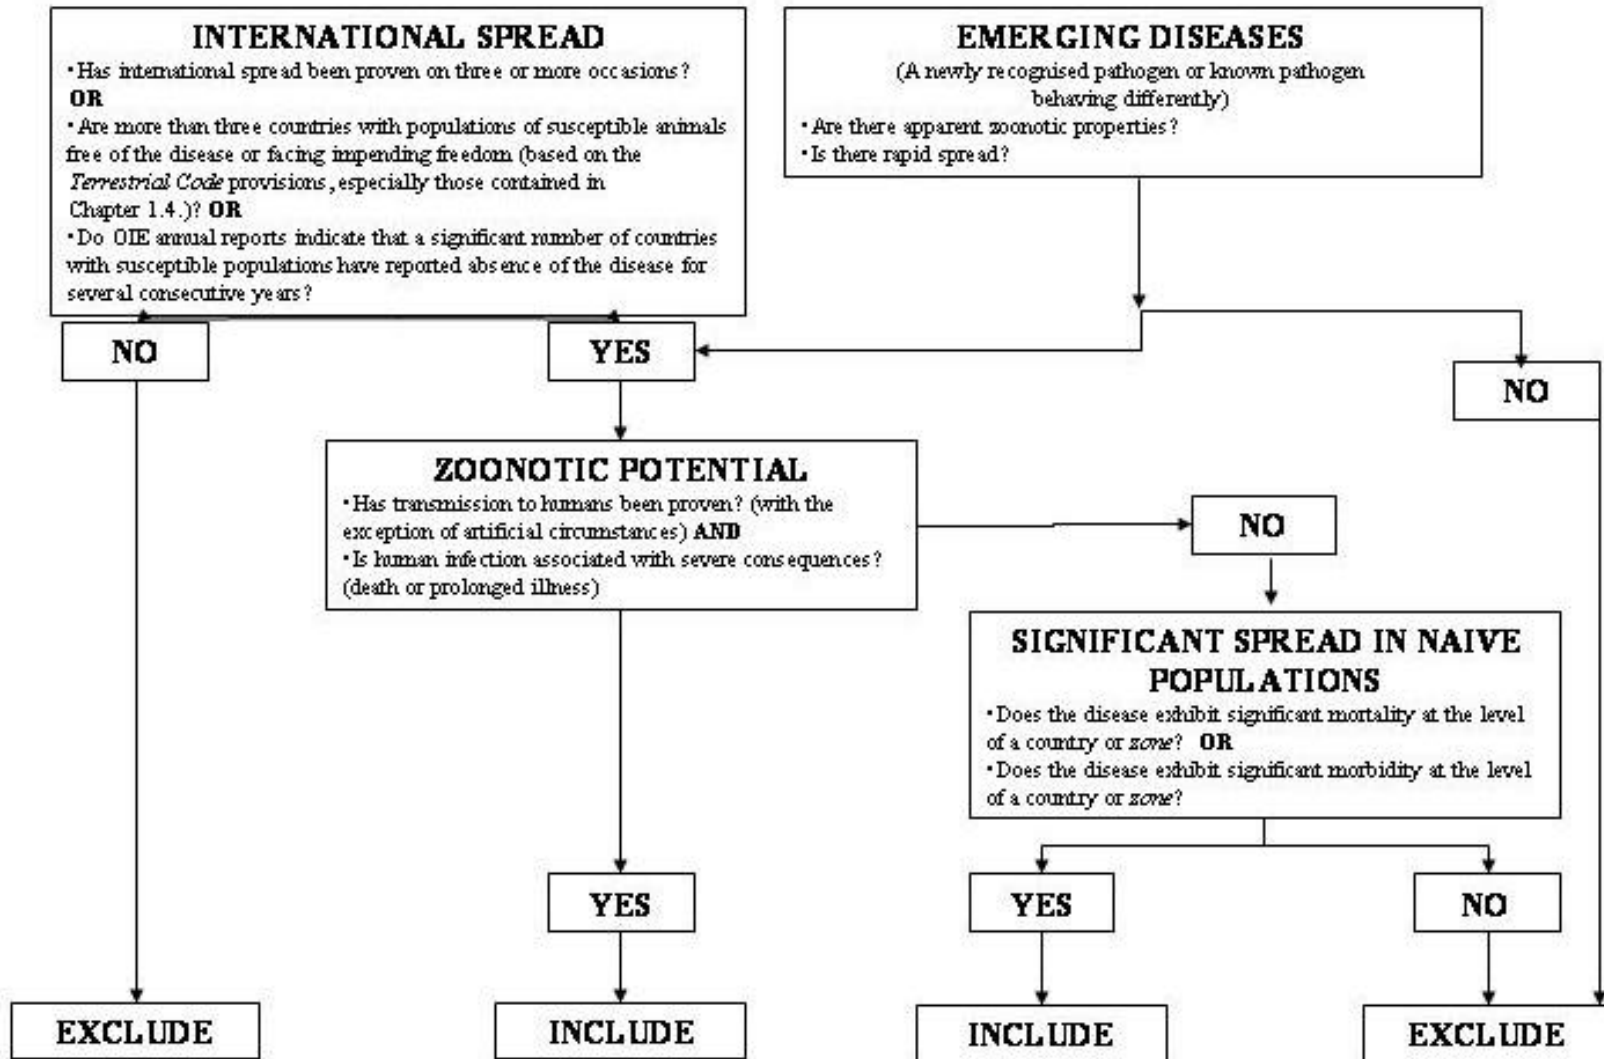 INTERNATIONAL SPREAD
•Has international spread been proven on three or more occasions?
OR
•Are more than three countries with populations of susceptible animals
free of the disease or facing impending freedom (based on the
Terrestrial Code provisions, especially those contained in
Chapter 1.4.)? OR
•Do OIE annual reports indicate that a significant number of countries
with susceptible populations have reported absence of the disease for
several consecutive years?
EMERGING DISEASES
(A newly recognised pathogen or known pathogen
behaving differently)
•Are there apparent zoonotic properties?
•Is there rapid spread?
NO
YES
NO
ZOONOTIC POTENTIAL
•Has transmission to humans been proven? (with the
exception of artificial circumstances) AND
•Is human infection associated with severe consequences?
(death or prolonged illness)
NO
SIGNIFICANT SPREAD IN NAIVE
POPULATIONS
•Does the disease exhibit significant mortality at the level
of a country or zone? OR
•Does the disease exhibit significant morbidity at the level
of a country or zone?
YES
YES
NO
EXCLUDE
INCLUDE
INCLUDE
EXCLUDE